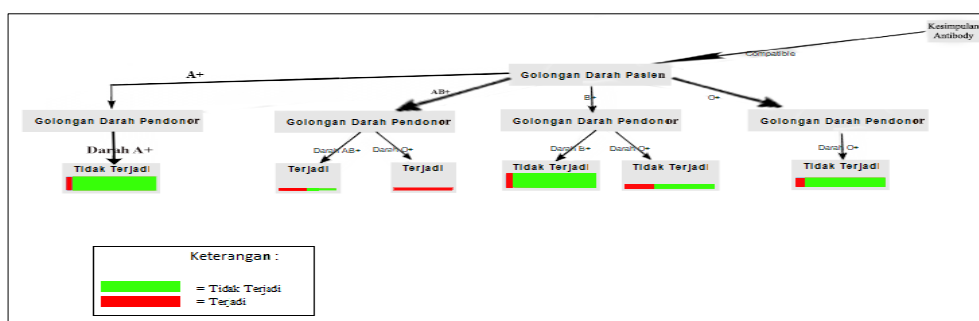 Kesimpulan
Antibody
Compatible
Golongan Darah Pasien
A+
AB+
B+
O+
Golongan Darah Pendonor
Golongan Darah Pendonor
Golongan Darah Pendonor
Golongan Darah Pendonor
Darah A+
Darah AB+
Darah O+
Darah B+
Darah O+
Darah O+
Tidak Terjadi
Terjadi
Terjadi
Tidak Terjadi
Tidak Terjadi
Tidak Terjadi
Keterangan :
= Tidak Terjadi
= Terjadi